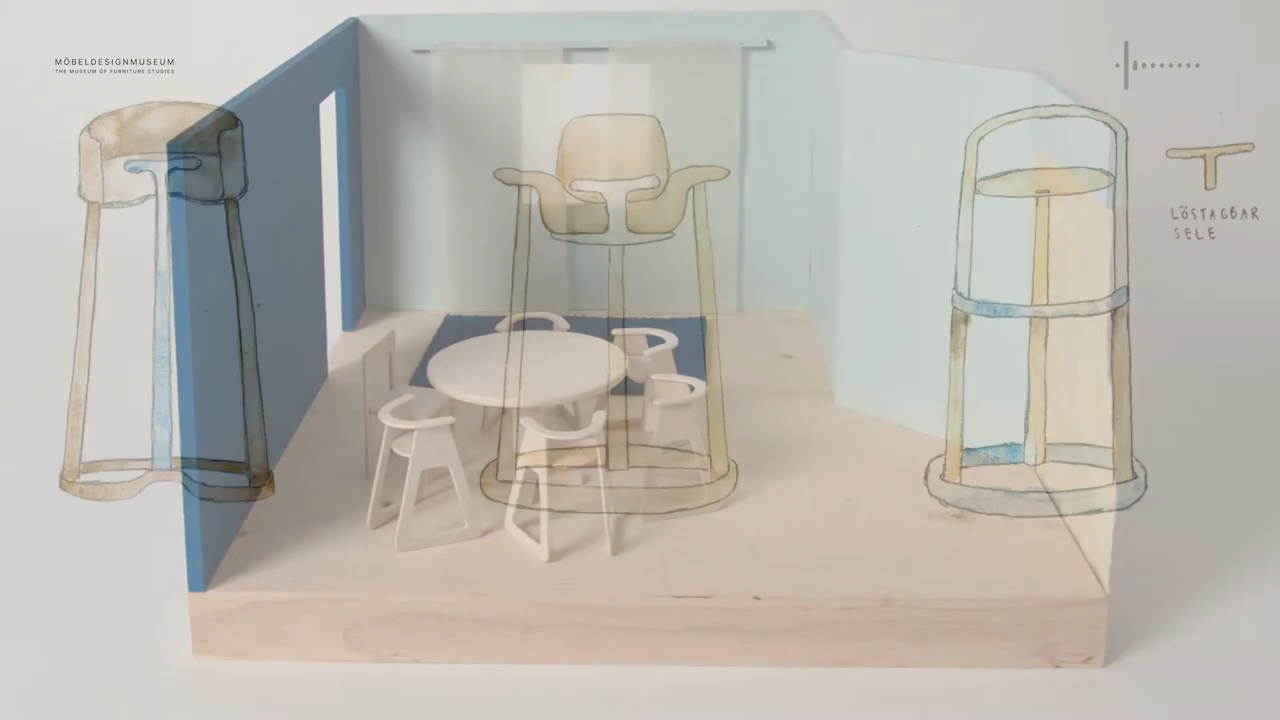 MÖBELDESIGNMUSEUM
THE MUSEUM OF FURNITURE STUDIES
LÖSTAGBAR
SELE